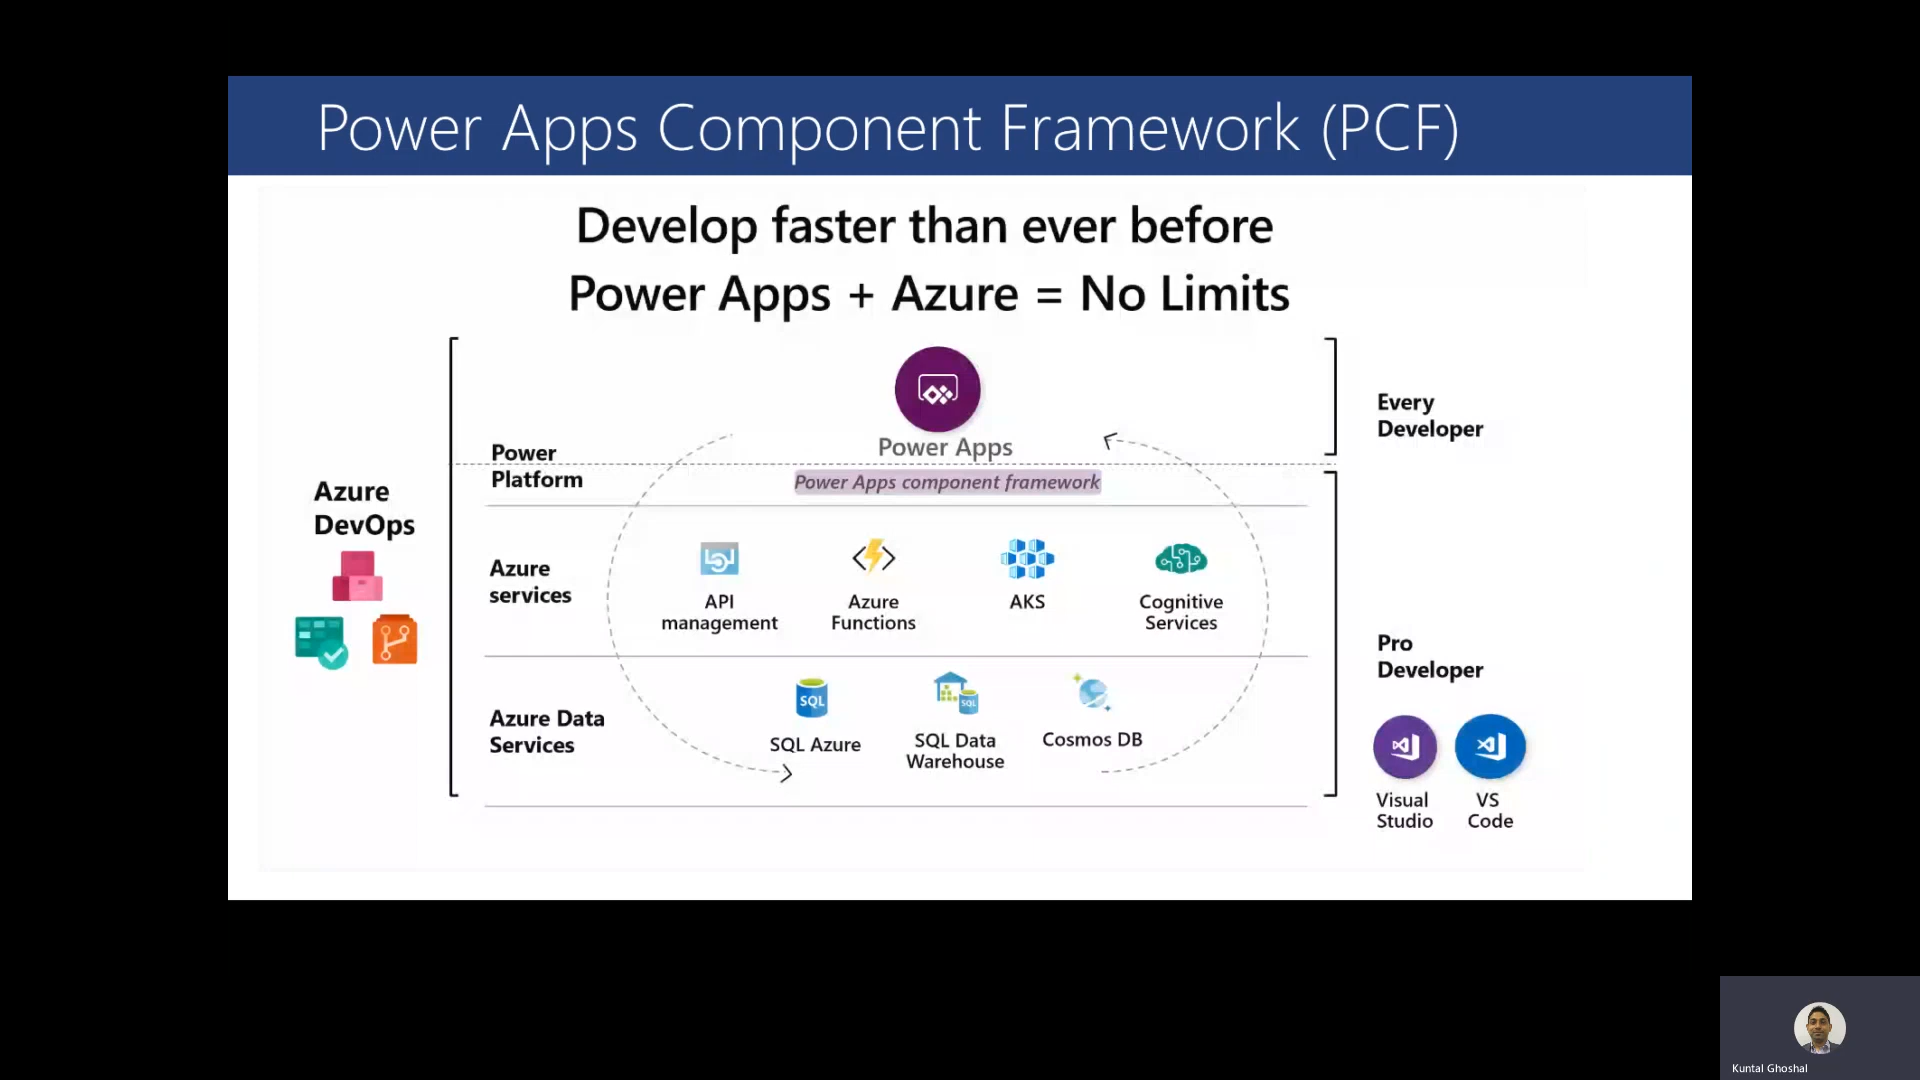 Power Apps Component Framework (PCF)
Develop faster than ever before
Power Apps + Azure = No Limits
Power Apps
Every
Developer
Power
Platform
Power Apps component framework
Azure
DevOps
Azure
services
API
management
Azure
Functions
AKS
Cognitive
Services
Pro
Developer
Azure Data
Services
SQL
SQL Azure
SQL
SQL Data
Warehouse
Cosmos DB
Visual
Studio
VS
Code
Kuntal Ghoshal